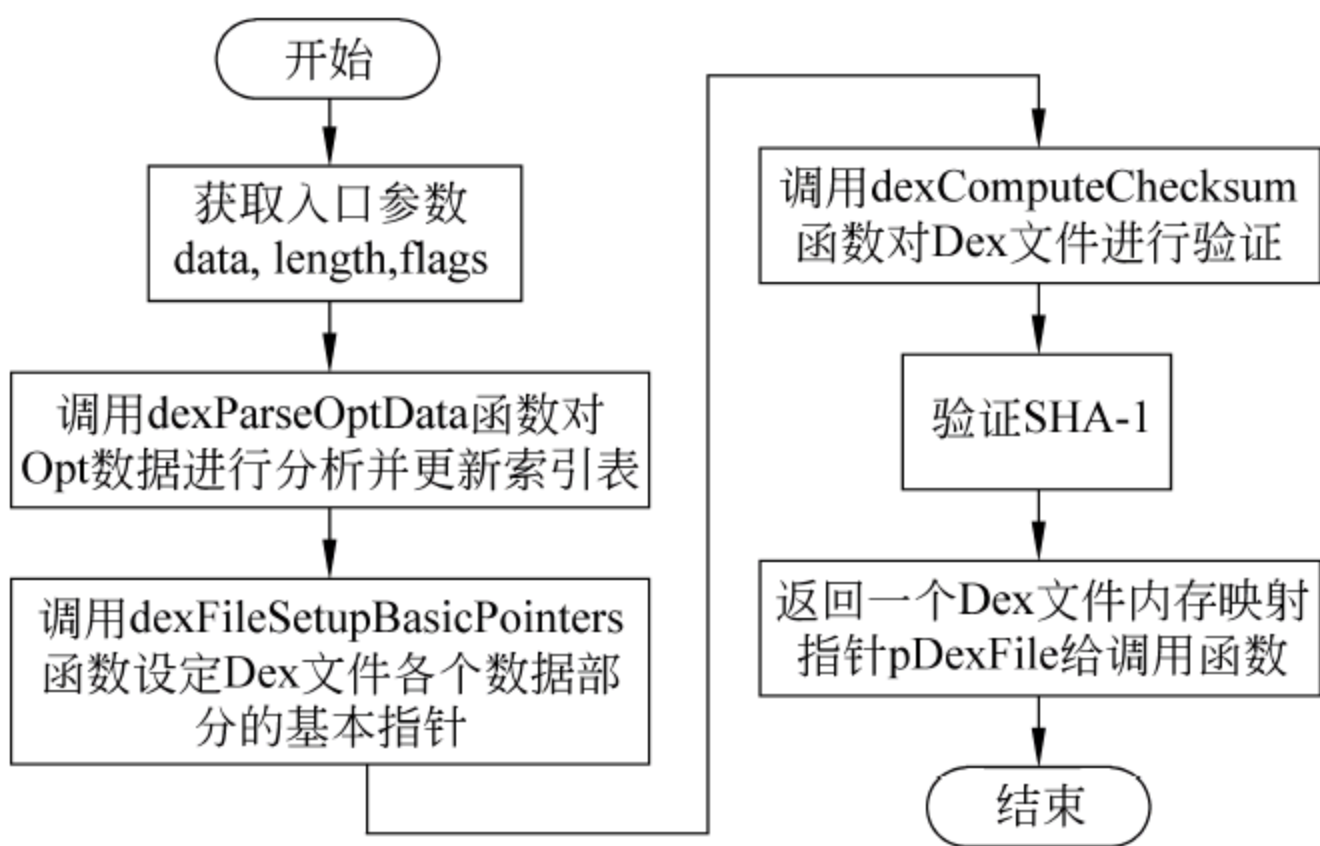 开始
获取入口参数
data, length,flags
调用dexParseOptData函数对
Opt数据进行分析并更新索引表
调用dexFileSetupBasicPointers
函数设定Dex文件各个数据部
分的基本指针
调用dexComputeChecksum
函数对Dex文件进行验证
验证SHA-1
返回一个Dex文件内存映射
指针pDexFile给调用函数
结束